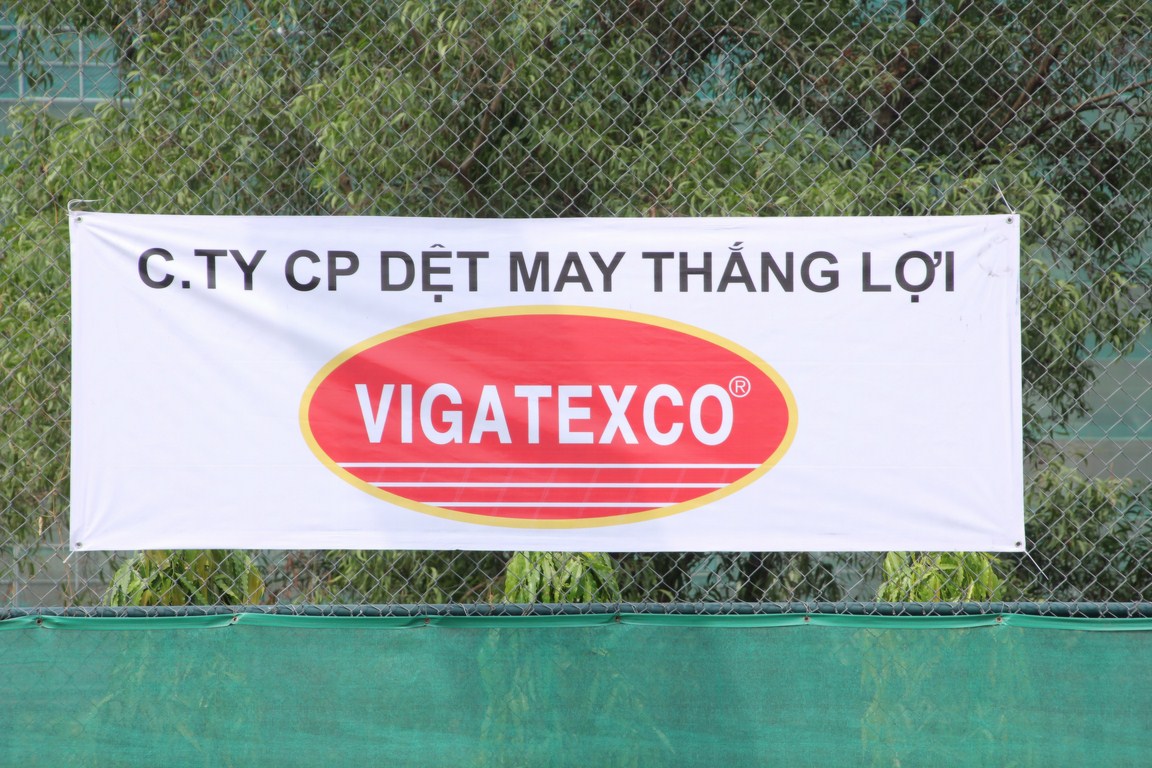 C.TY CP DỆT MAY THẮNG LỢI
VIGATEXCO®